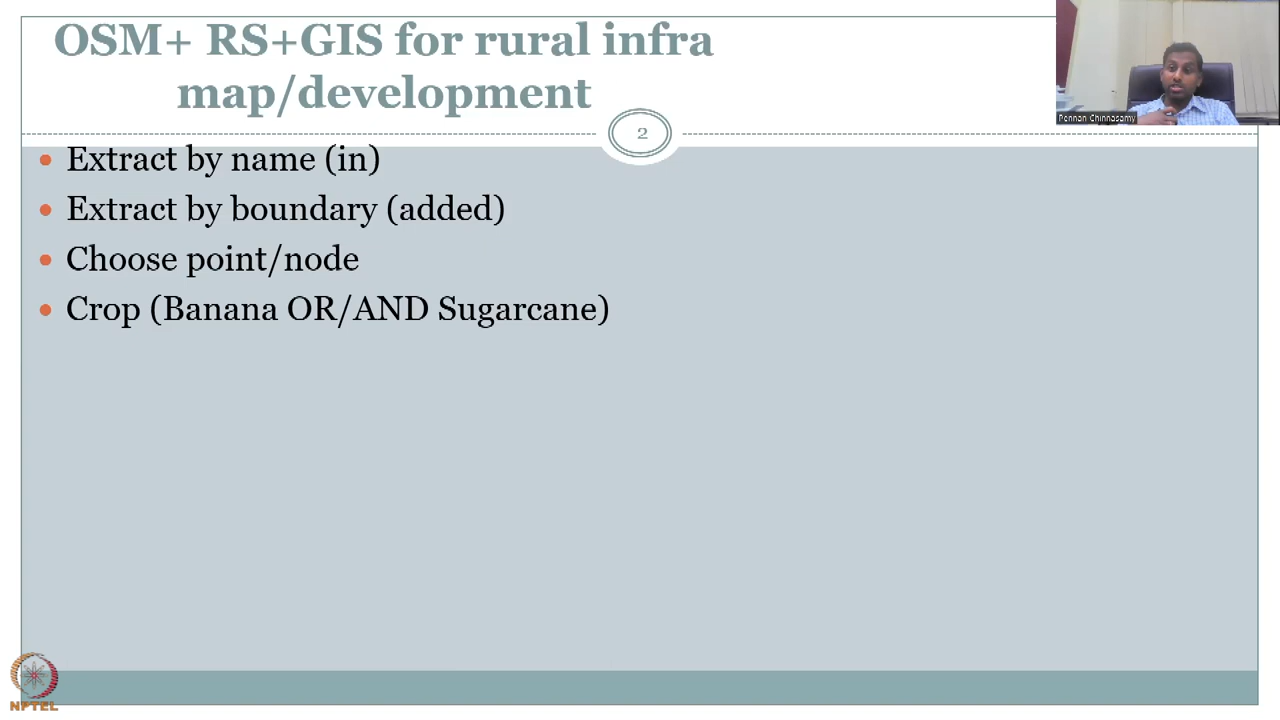 OSM+ RS+GIS for rural infra
map/development
Pennan Chinnasamy
2
• Extract by name (in)
• Extract by boundary (added)
• Choose point/node
• Crop (Banana OR/AND Sugarcane)
NPTEL